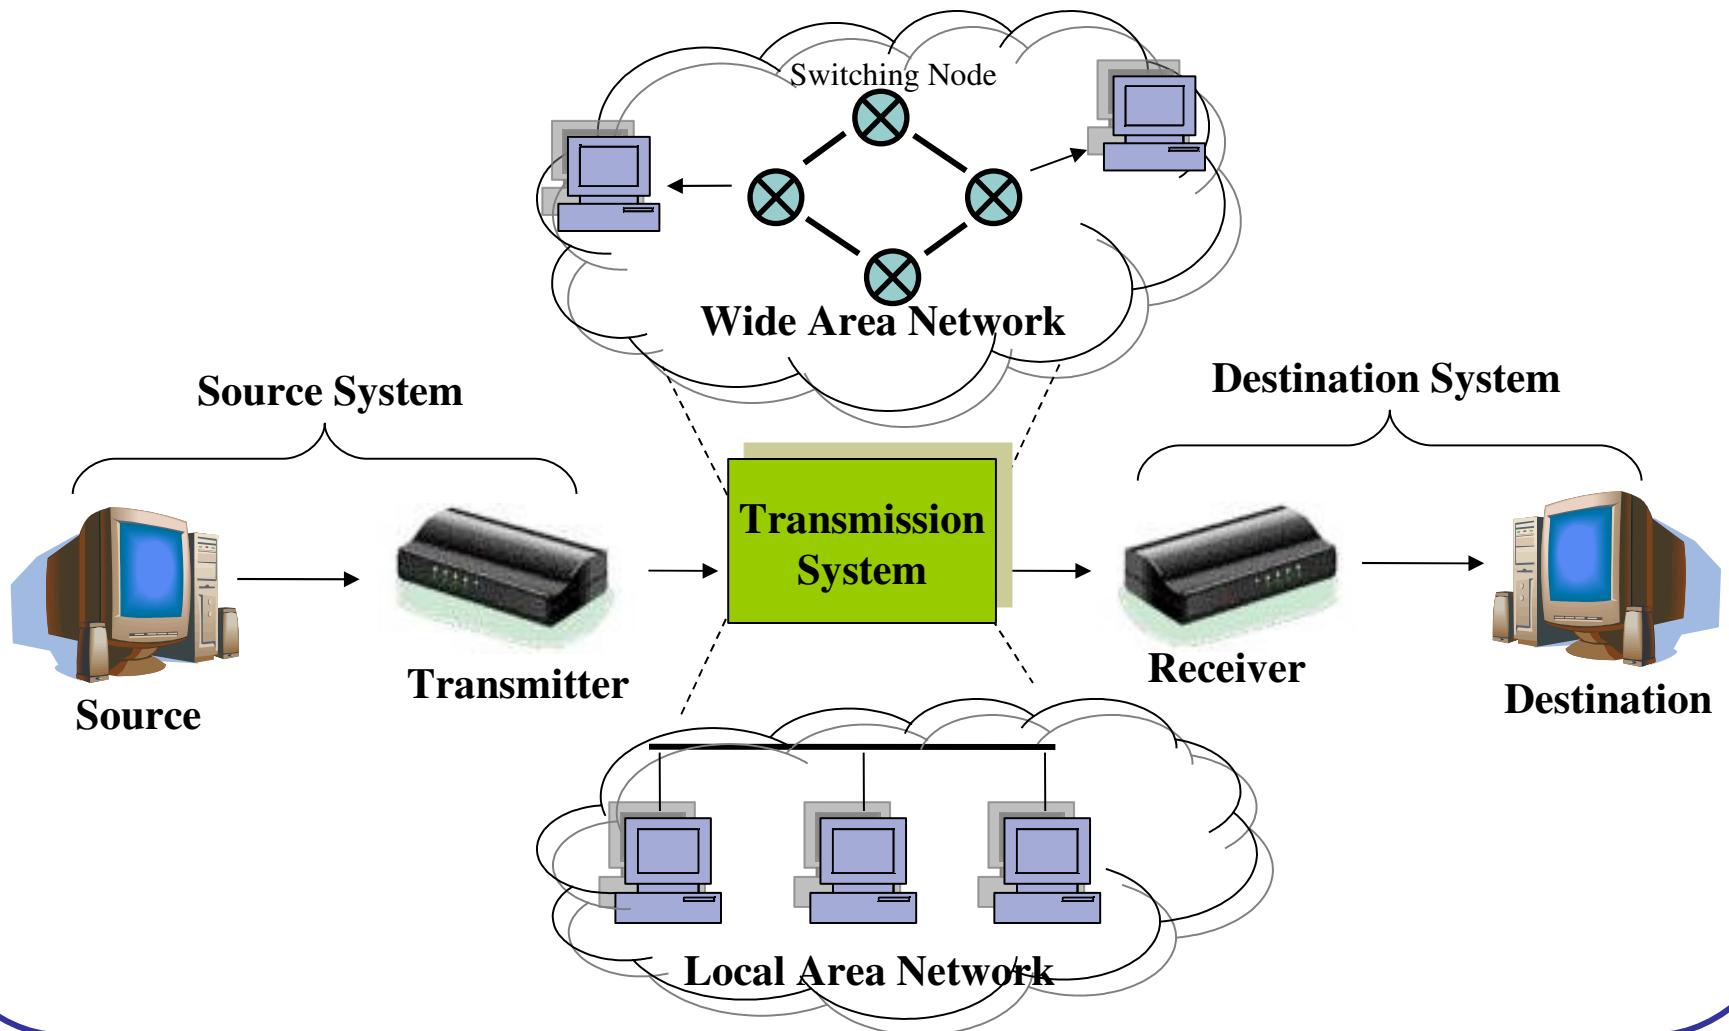 Switching Node
Wide Area Network
Source System
Destination System
Transmission
System
Source
Transmitter
Receiver
Destination
Local Area Network